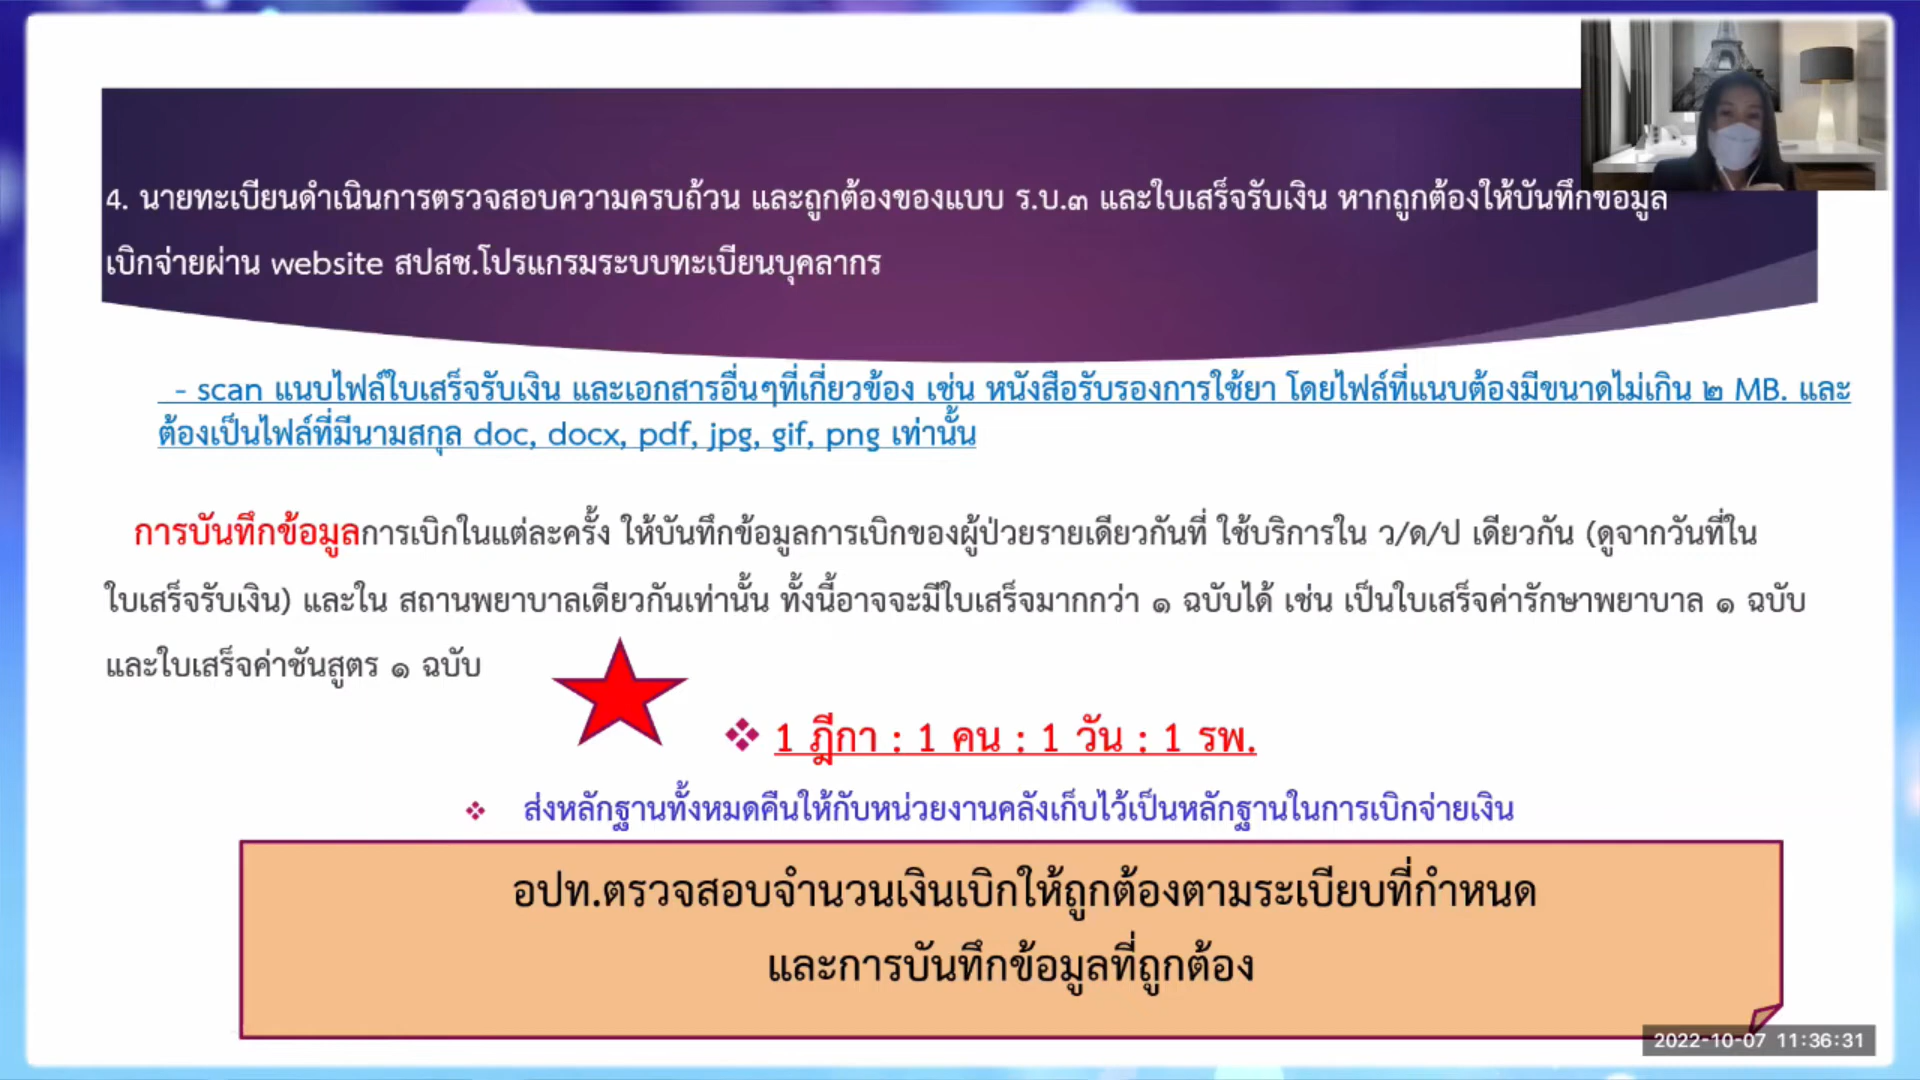 4. นายทะเบียนดำเนินการตรวจสอบความครบถ้วน และถูกต้องของแบบ ร.บ.๓ และใบเสร็จรับเงิน หากถูกต้องให้บันทึกข้อมูล
เบิกจ่ายผ่าน website สปสช.โปรแกรมระบบทะเบียนบุคลากร
- scan แนบไฟล์ใบเสร็จรับเงิน และเอกสารอื่นๆที่เกี่ยวข้อง เช่น หนังสือรับรองการใช้ยา โดยไฟล์ที่แนบต้องมีขนาดไม่เกิน ๒ MB. และ
ต้องเป็นไฟล์ที่มีนามสกุล doc, docx, pdf, jpg, gif, png เท่านั้น
การบันทึกข้อมูลการเบิกในแต่ละครั้ง ให้บันทึกข้อมูลการเบิกของผู้ป่วยรายเดียวกันที่ ใช้บริการใน ว/ด/ป เดียวกัน (ดูจากวันที่ใน
ใบเสร็จรับเงิน) และใน สถานพยาบาลเดียวกันเท่านั้น ทั้งนี้อาจจะมีใบเสร็จมากกว่า ๑ ฉบับได้ เช่น เป็นใบเสร็จค่ารักษาพยาบาล ๑ ฉบับ
และใบเสร็จค่าชันสูตร ๑ ฉบับ
❖ 1 ฎีกา : 1 คน : 1 วัน : 1 รพ.
❖ ส่งหลักฐานทั้งหมดคืนให้กับหน่วยงานคลังเก็บไว้เป็นหลักฐานในการเบิกจ่ายเงิน
อปท.ตรวจสอบจำนวนเงินเบิกให้ถูกต้องตามระเบียบที่กำหนด
และการบันทึกข้อมูลที่ถูกต้อง
2022-10-07 11:36:31